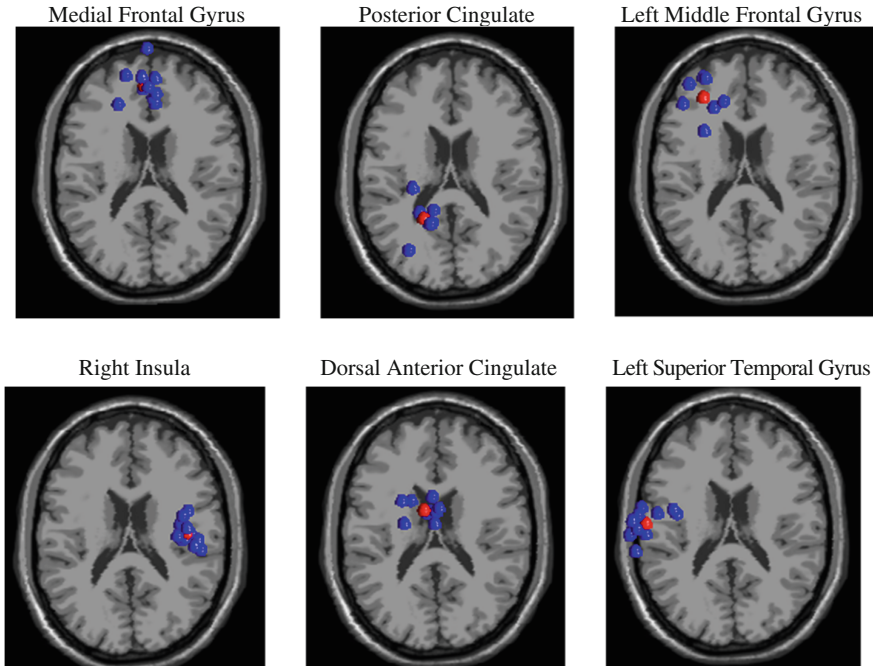 Medial Frontal Gyrus
Posterior Cingulate
Left Middle Frontal Gyrus
Right Insula
Dorsal Anterior Cingulate
Left Superior Temporal Gyrus